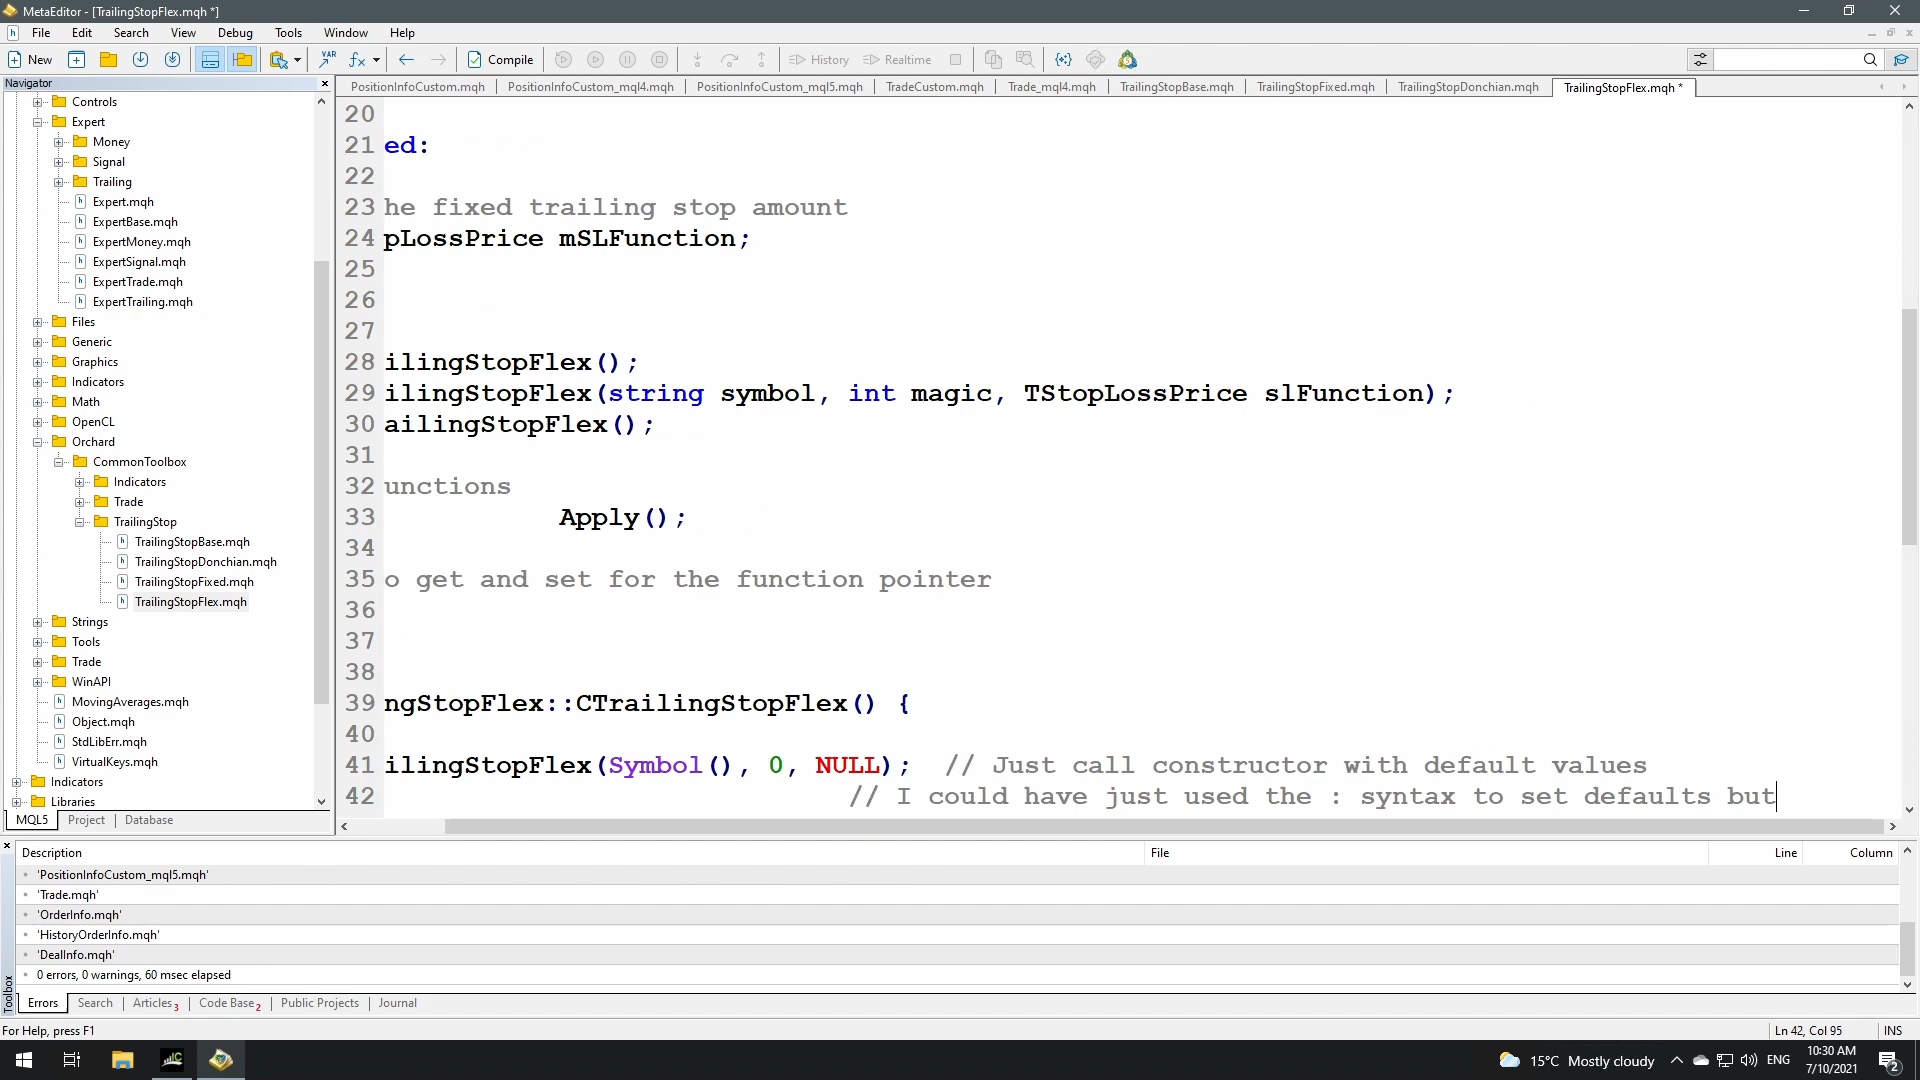 MetaEditor - [TrailingStopFlex.mqh *]
File Edit Search View Debug Tools Window Help
New Compile History Realtime
Navigator
PositionInfoCustom.mqh PositionInfoCustom_mql4.mqh PositionInfoCustom_mql5.mqh TradeCustom.mqh Trade_mql4.mqh TrailingStopBase.mqh TrailingStopFixed.mqh TrailingStopDonchian.mqh TrailingStopFlex.mqh *
Controls
Expert
Money
Signal
Trailing
Expert.mqh
ExpertBase.mqh
ExpertMoney.mqh
ExpertSignal.mqh
ExpertTrade.mqh
ExpertTrailing.mqh
Files
Generic
Graphics
Indicators
Math
OpenCL
Orchard
CommonToolbox
Indicators
Trade
TrailingStop
TrailingStopBase.mqh
TrailingStopDonchian.mqh
TrailingStopFixed.mqh
TrailingStopFlex.mqh
Strings
Tools
Trade
WinAPI
MovingAverages.mqh
Object.mqh
StdLibErr.mqh
VirtualKeys.mqh
Indicators
Libraries
MQL5 Project Database
20
21 ed:
22
23 he fixed trailing stop amount
24 pLossPrice mSLFunction;
25
26
27
28 ilingStopFlex();
29 ilingStopFlex(string symbol, int magic, TStopLossPrice slFunction);
30 ailingStopFlex();
31
32 unctions
33 Apply();
34
35 o get and set for the function pointer
36
37
38
39 ngStopFlex::CTrailingStopFlex() {
40
41 ilingStopFlex(Symbol(), 0, NULL); // Just call constructor with default values
42 // I could have just used the : syntax to set defaults but
Description File Line Column
'PositionInfoCustom_mql5.mqh'
'Trade.mqh'
'OrderInfo.mqh'
'HistoryOrderInfo.mqh'
'DealInfo.mqh'
0 errors, 0 warnings, 60 msec elapsed
Toolbox
Errors Search Articles 3 Code Base 2 Public Projects Journal
For Help, press F1 Ln 42, Col 95 INS
15°C Mostly cloudy ENG 10:30 AM
7/10/2021
2